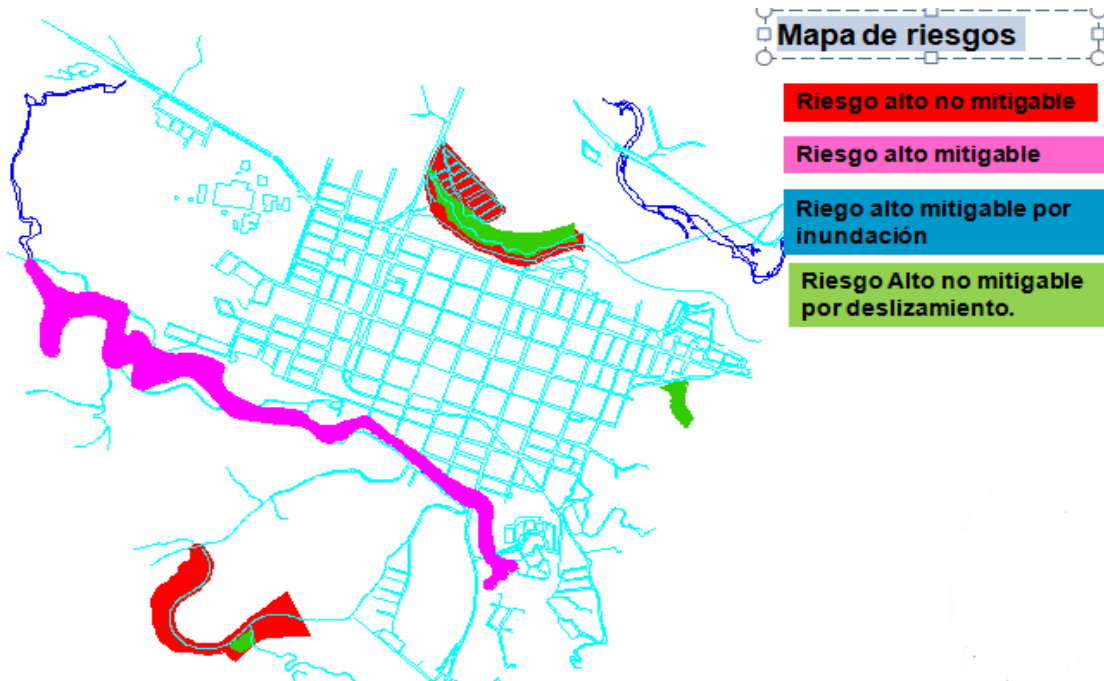 Mapa de riesgos
Riesgo alto no mitigable
Riesgo alto mitigable
Riego alto mitigable por
inundación
Riesgo Alto no mitigable
por deslizamiento.